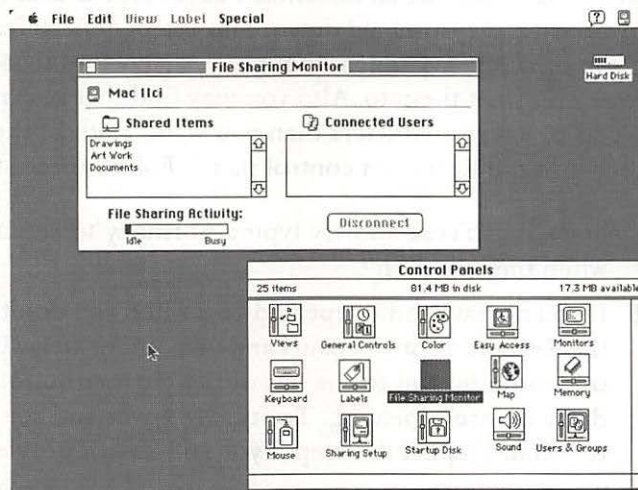 File Edit View Label Special
File Sharing Monitor
Hard Disk
Mac IIci
Shared Items
Connected Users
Drawings
Art Work
Documents
File Sharing Activity:
Idle Busy
Disconnect
Control Panels
25 items 81.4 MB in disk 17.3 MB available
Views General Controls Color Easy Access Monitors
Keyboard Labels File Sharing Monitor Map Memory
Mouse Sharing Setup Startup Disk Sound Users & Groups